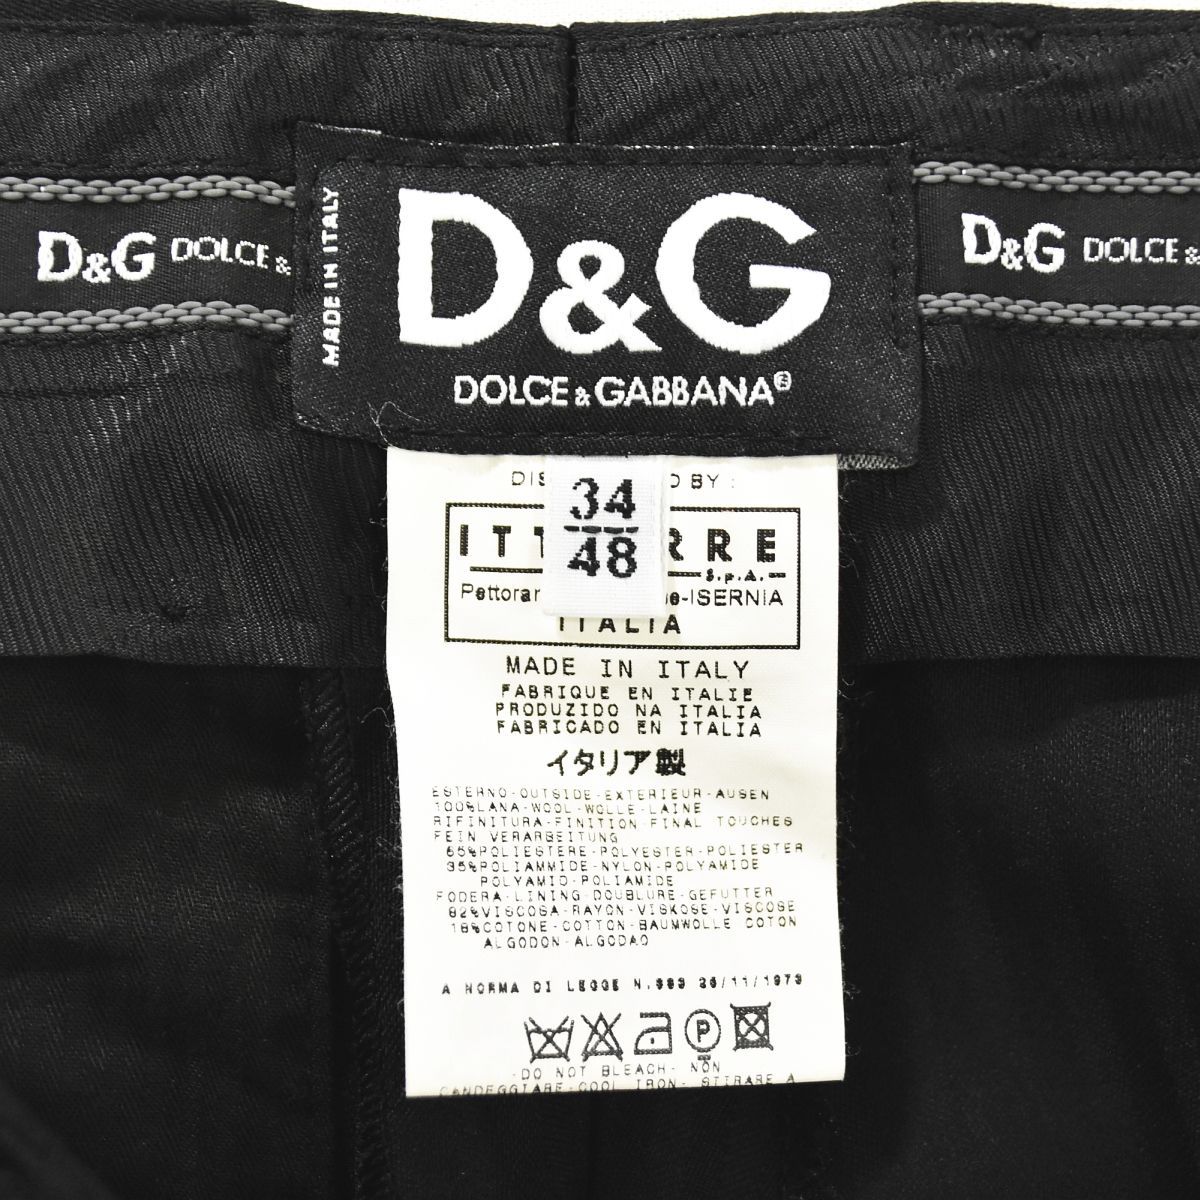 D&G DOLCE &
MADE IN ITALY
D&G
DOLCE & GABBANA®
D&G DOLCE &
BY :
34
48
S.p.A.
-ISERNIA
ITALIA
MADE IN ITALY
FABRIQUE EN ITALIE
PRODUZIDO NA ITALIA
FABRICADO EN ITALIA
イタリア製
ESTERNO-OUTSIDE-EXTERIEUR-AUSEN
100%LANA-WOOL-WOLLE-LAINE
RIFINITURA-FINITION-FINAL TOUCHES
FEIN VERARBEITUNG
65%POLIESTERE-POLYESTER-POLIESTER
35%POLIAMMIDE-NYLON-POLYAMIDE
POLYAMID-POLIAMIDE
FODERA-LINING-DOUBLURE-GEFUTTER
82%VISCOSA-RAYON-VISKOSE-VISCOSE
18%COTONE-COTTON-BAUMWOLLE COTON
ALGODON-ALGODAO
A NORMA DI LEGGE N.883 26/11/1973
P
-DO NOT BLEACH- NON
CANDEGGIARE-COOL IRON- STIRARE A